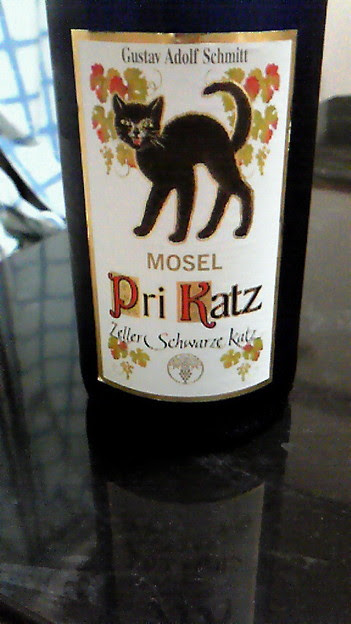 Gustav Adolf Schmitt
MOSEL
Pri Katz
Zeller Schwarze Katz